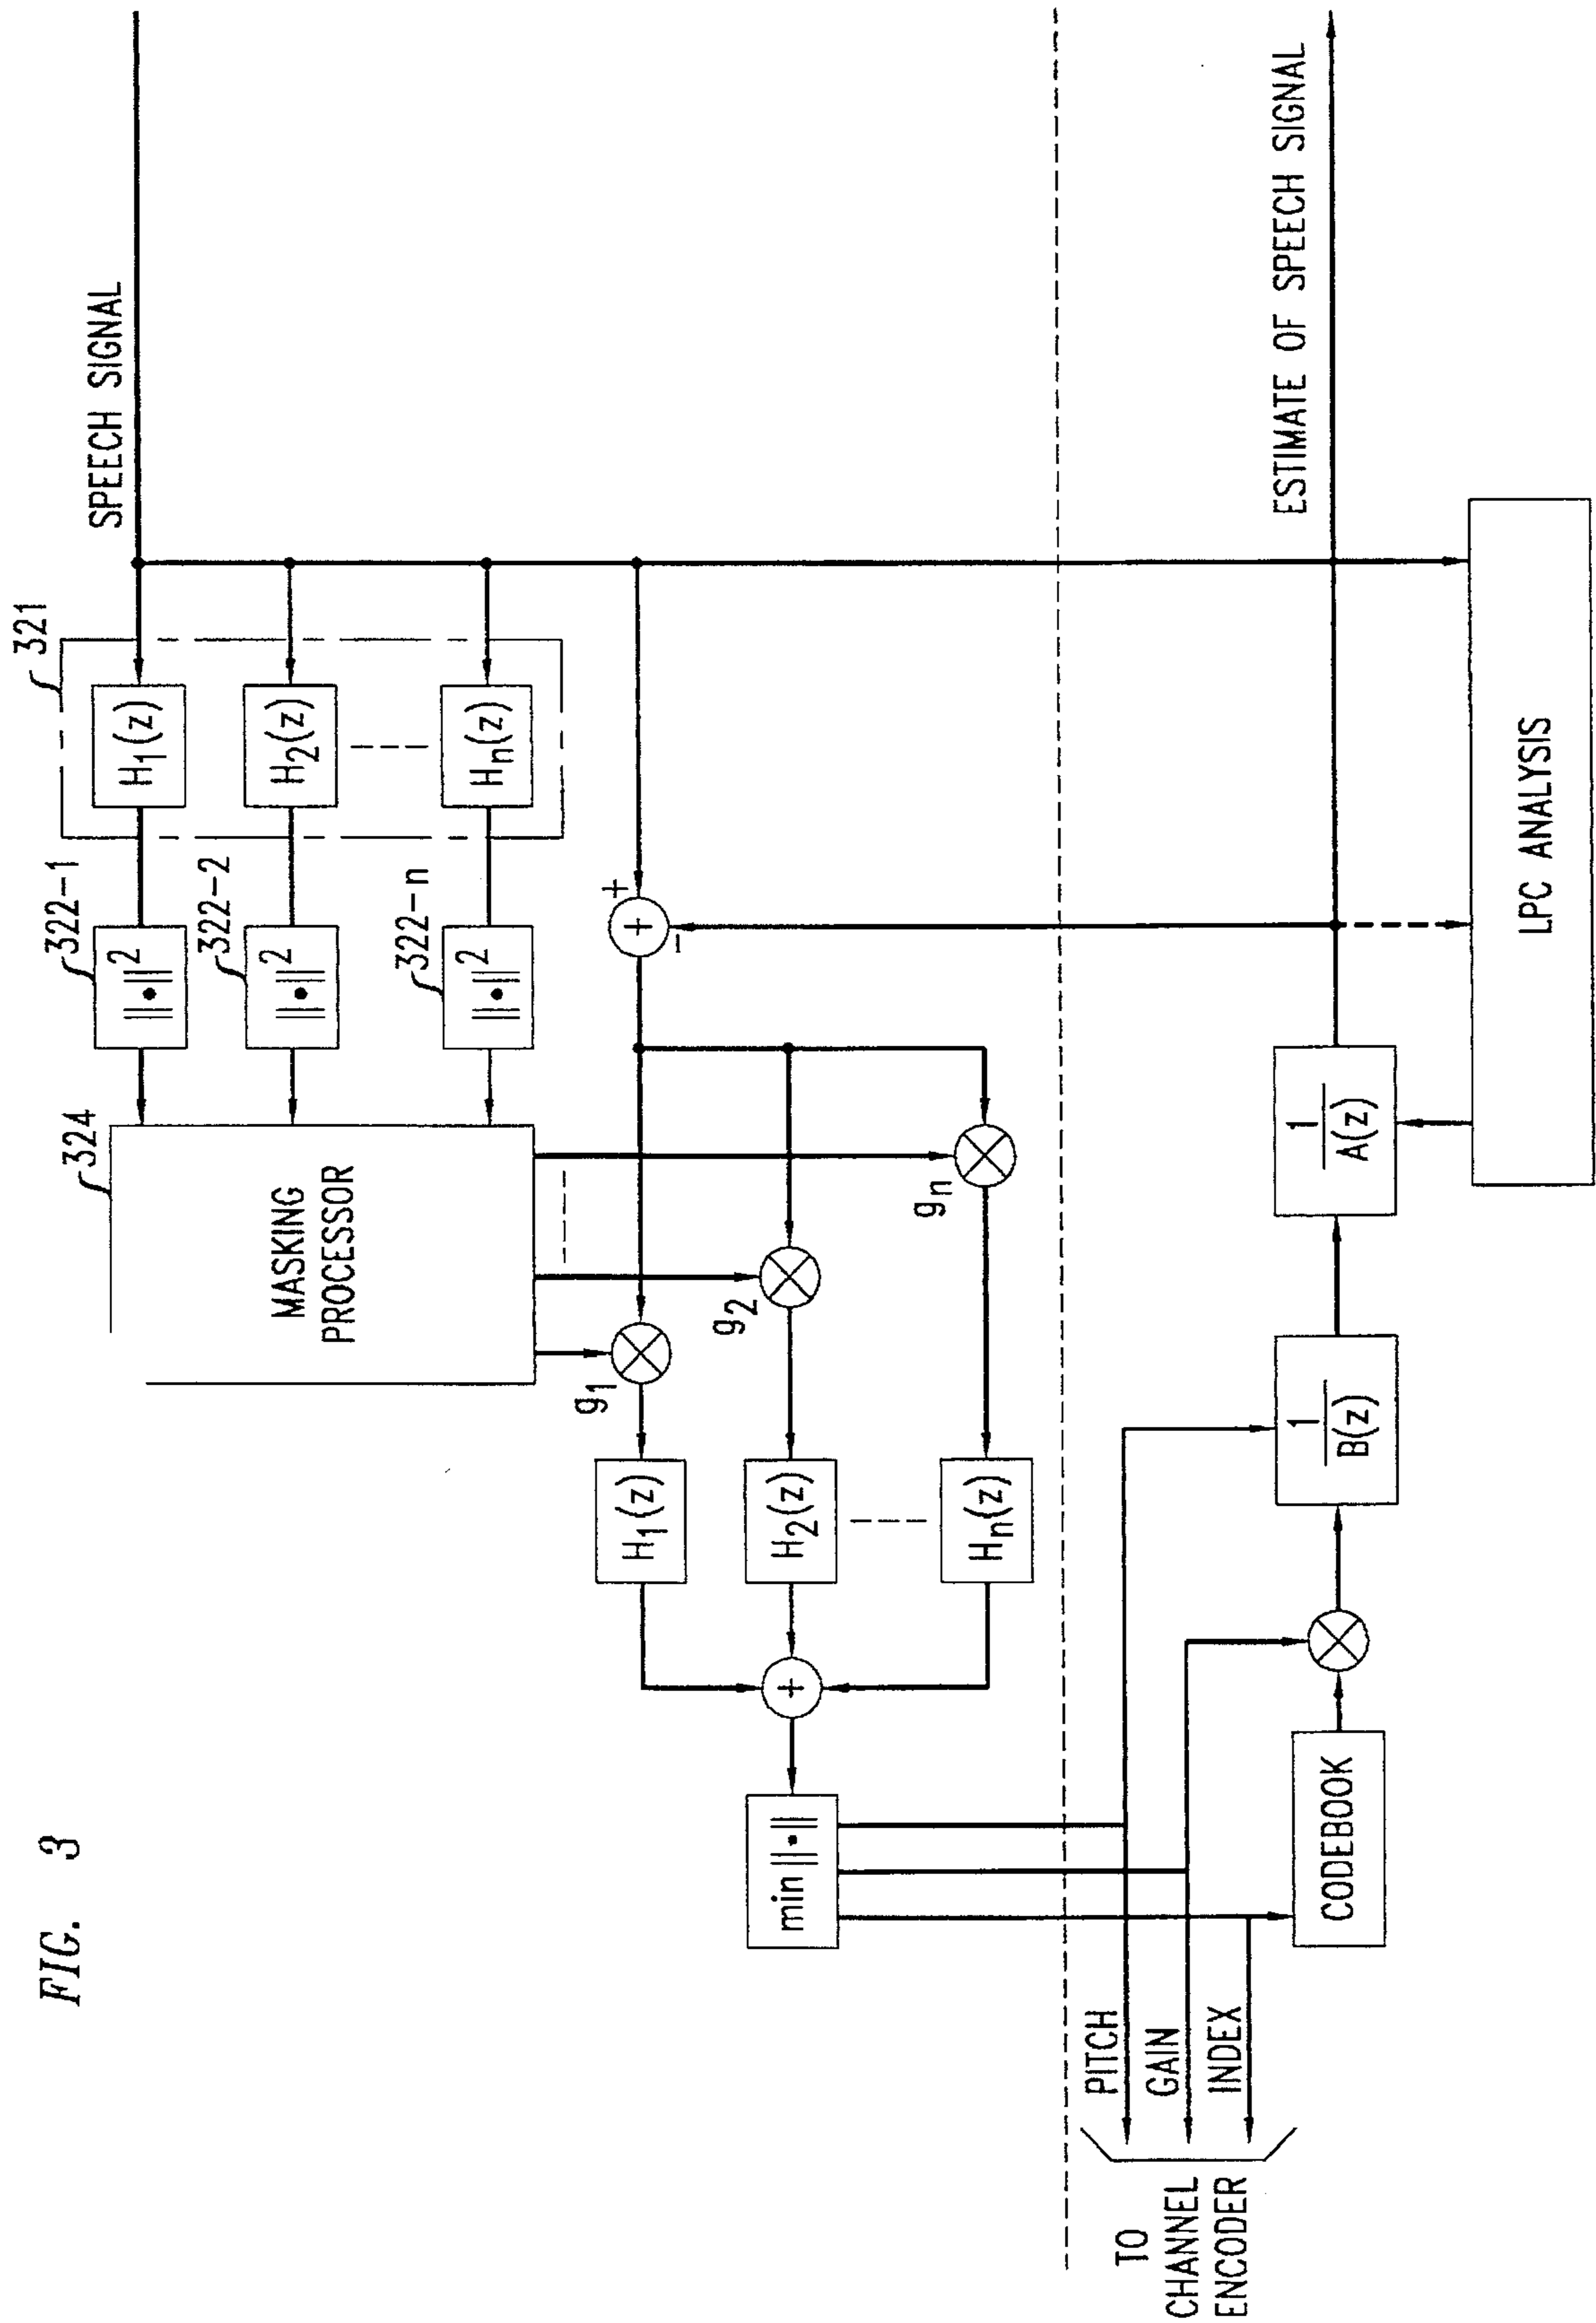 FIG. 3
SPEECH SIGNAL
321
H1(z)
H2(z)
Hn(z)
322-1
||•||2
322-2
||•||2
322-n
||•||2
324
MASKING
PROCESSOR
+
+
-
g1
g2
gn
H1(z)
H2(z)
Hn(z)
+
min ||•||
PITCH
GAIN
INDEX
TO
CHANNEL
ENCODER
CODEBOOK
1
B(z)
1
A(z)
LPC ANALYSIS
ESTIMATE OF SPEECH SIGNAL